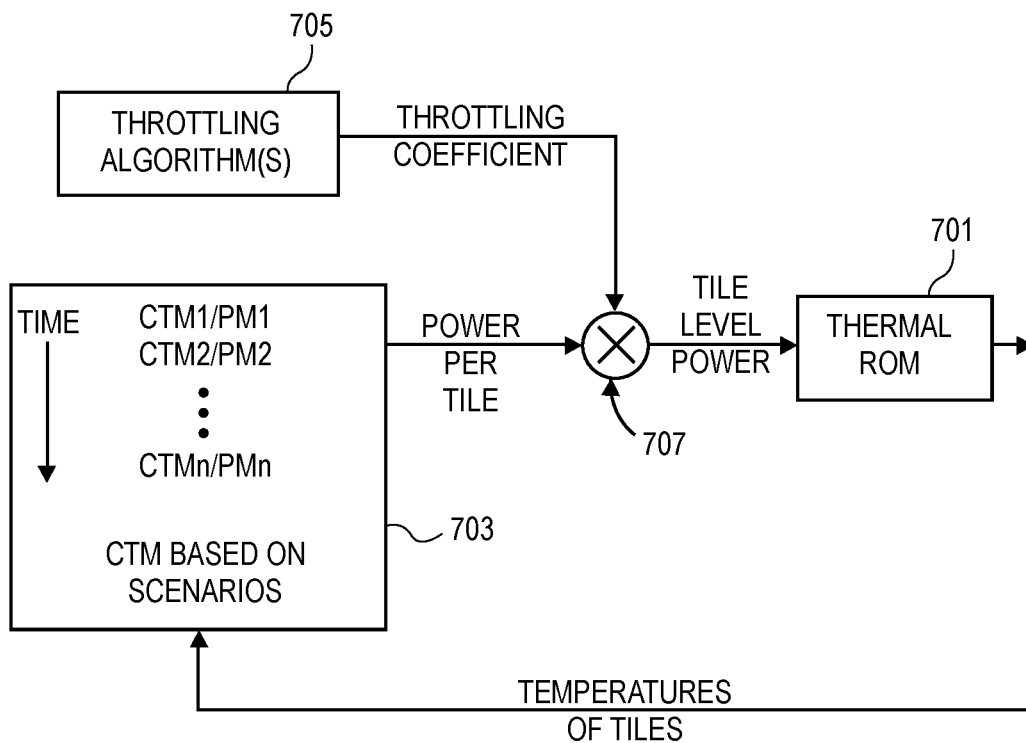 705
THROTTLING
ALGORITHM(S)
THROTTLING
COEFFICIENT
701
TIME
CTM1/PM1
CTM2/PM2
CTMn/PMn
POWER
PER
TILE
TILE
LEVEL
POWER
THERMAL
ROM
707
703
CTM BASED ON
SCENARIOS
TEMPERATURES
OF TILES